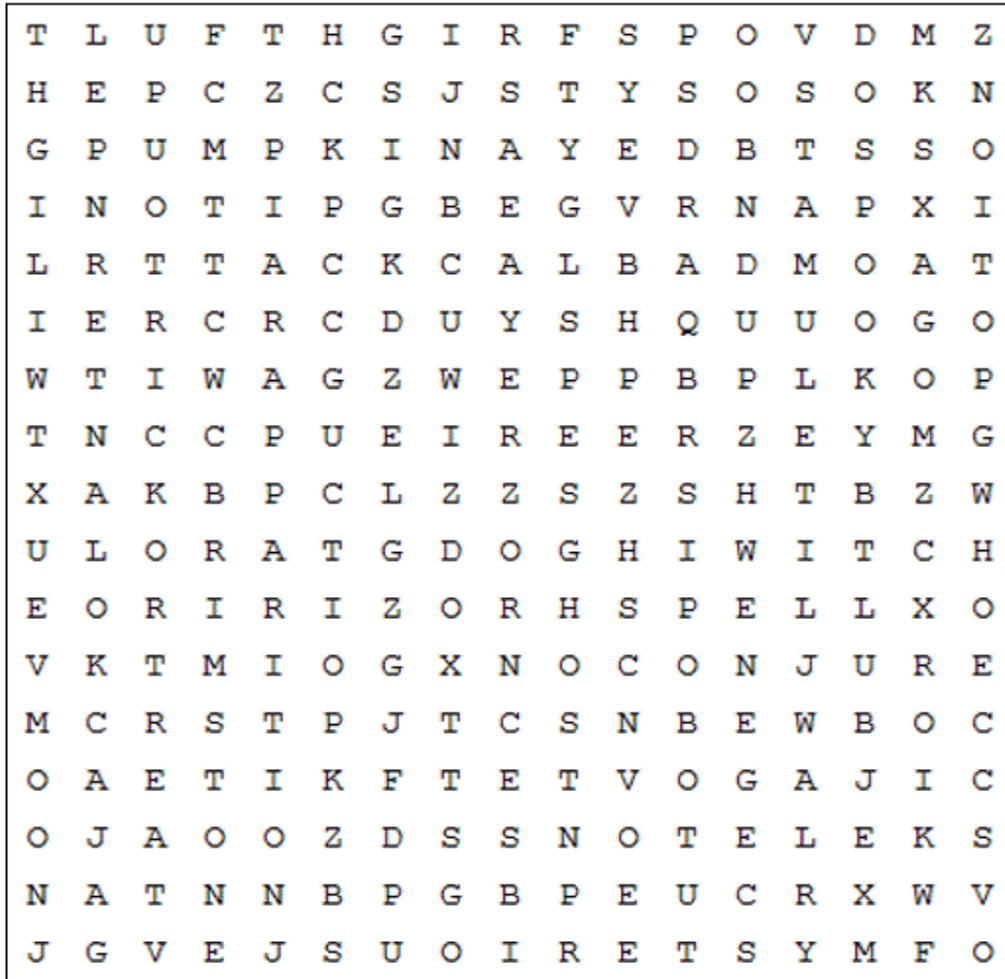 T L U F T H G I R F S P O V D M Z
H E P C Z C S J S T Y S O S O K N
G P U M P K I N A Y E D B T S S O
I N O T I P G B E G V R N A P X I
L R T T A C K C A L B A D M O A T
I E R C R C D U Y S H Q U U O G O
W T I W A G Z W E P P B P L K O P
T N C C P U E I R E E R Z E Y M G
X A K B P C L Z Z S Z S H T B Z W
U L O R A T G D O G H I W I T C H
E O R I R I Z O R H S P E L L X O
V K T M I O G X N O C O N J U R E
M C R S T P J T C S N B E W B O C
O A E T I K F T E T V O G A J I C
O J A O O Z D S S N O T E L E K S
N A T N N B P G B P E U C R X W V
J G V E J S U O I R E T S Y M F O